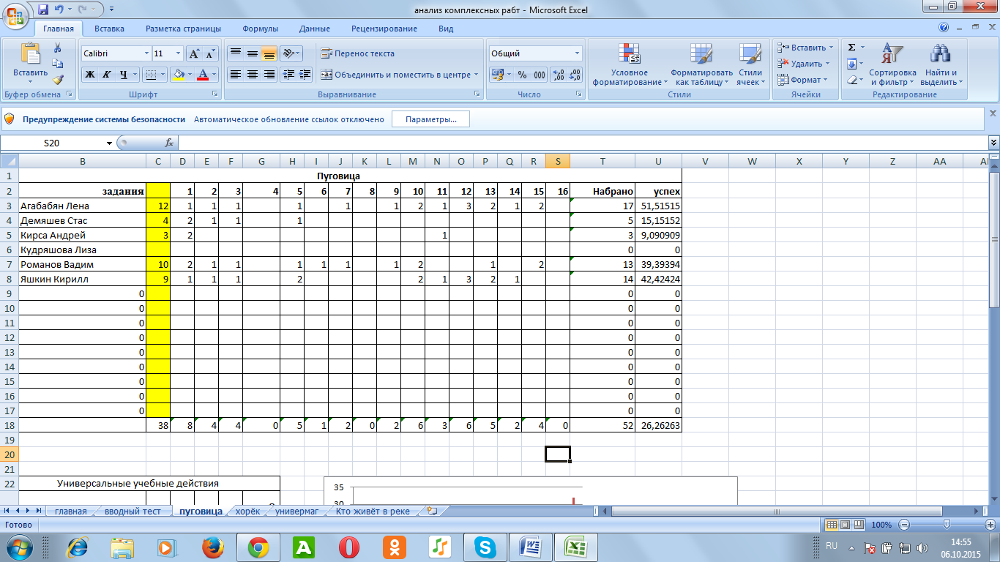 анализ комплексных рабт - Microsoft Excel
Главная Вставка Разметка страницы Формулы Данные Рецензирование Вид
Вставить
Буфер обмена
Calibri 11
Ж К Ч
Шрифт
Перенос текста
Объединить и поместить в центре
Выравнивание
Общий
% 000
Число
Условное форматирование
Форматировать как таблицу
Стили ячеек
Стили
Вставить
Удалить
Формат
Ячейки
Сортировка и фильтр
Найти и выделить
Редактирование
Предупреждение системы безопасности Автоматическое обновление ссылок отключено Параметры...
S20 fx
B C D E F G H I J K L M N O P Q R S T U V W X Y Z AA
1 Пуговица
2 задания 1 2 3 4 5 6 7 8 9 10 11 12 13 14 15 16 Набрано успех
3 Агабабян Лена 12 1 1 1 1 1 1 2 1 3 2 1 2 17 51,51515
4 Демяшев Стас 4 2 1 1 1 5 15,15152
5 Кирса Андрей 3 2 1 3 9,090909
6 Кудряшова Лиза 0 0
7 Романов Вадим 10 2 1 1 1 1 1 1 2 1 2 13 39,39394
8 Яшкин Кирилл 9 1 1 1 2 2 1 3 2 1 14 42,42424
9 0 0 0
10 0 0 0
11 0 0 0
12 0 0 0
13 0 0 0
14 0 0 0
15 0 0 0
16 0 0 0
17 0 0 0
18 38 8 4 4 0 5 1 2 0 2 6 3 6 5 2 4 0 52 26,26263
19
20
21
22 Универсальные учебные действия 35
главная вводный тест пуговица хорёк универмаг Кто живёт в реке
Готово 100%
RU 14:55
06.10.2015